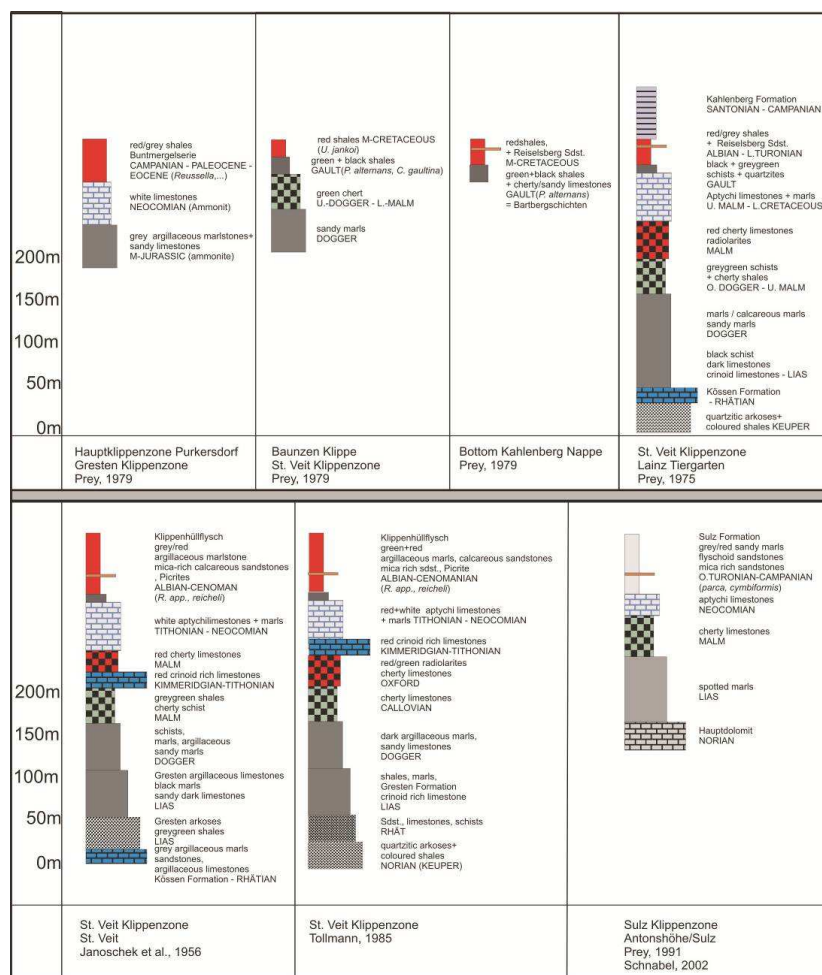 200m
150m
100m
50m
0m
red/grey shales
Buntmergelserie
CAMPANIAN - PALEOCENE -
EOCENE (Reussella,...)
white limestones
NEOCOMIAN (Ammonit)
grey argillaceous marlstones+
sandy limestones
M-JURASSIC (ammonite)
red shales M-CRETACEOUS
(U. jankoi)
green + black shales
GAULT(P. alternans, C. gaultina)
green chert
U.-DOGGER - L.-MALM
sandy marls
DOGGER
redshales,
+ Reiselsberg Sdst.
M-CRETACEOUS
green+black shales
+ cherty/sandy limestones
GAULT(P. alternans)
= Bartbergschichten
Kahlenberg Formation
SANTONIAN - CAMPANIAN
red/grey shales
+ Reiselsberg Sdst.
ALBIAN - L.TURONIAN
black + greygreen
schists + quartzites
GAULT
Aptychi limestones + marls
U. MALM - L.CRETACEOUS
red cherty limestones
radiolarites
MALM
greygreen schists
+ cherty shales
O. DOGGER - U. MALM
marls / calcareous marls
sandy marls
DOGGER
black schist
dark limestones
crinoid limestones - LIAS
Kössen Formation
- RHÄTIAN
quartzitic arkoses+
coloured shales KEUPER
Hauptklippenzone Purkersdorf
Gresten Klippenzone
Prey, 1979
Baunzen Klippe
St. Veit Klippenzone
Prey, 1979
Bottom Kahlenberg Nappe
Prey, 1979
St. Veit Klippenzone
Lainz Tiergarten
Prey, 1975
200m
150m
100m
50m
0m
Klippenhüllflysch
grey/red
argillaceous marlstone
mica-rich calcareous sandstones
, Picrites
ALBIAN-CENOMAN
(R. app., reicheli)
white aptychilimestones + marls
TITHONIAN - NEOCOMIAN
red cherty limestones
MALM
red crinoid rich limestones
KIMMERIDGIAN-TITHONIAN
greygreen shales
cherty schist
MALM
schists,
marls, argillaceous
sandy marls
DOGGER
Gresten argillaceous limestones
black marls
sandy dark limestones
LIAS
Gresten arkoses
greygreen shales
LIAS
grey argillaceous marls
sandstones,
argillaceous limestones
Kössen Formation - RHÄTIAN
Klippenhüllflysch
green+red
argillaceous marls, calcareous sandstones
mica rich sdst., Picrite
ALBIAN-CENOMANIAN
(R. app., reicheli)
red+white aptychi limestones
+ marls TITHONIAN - NEOCOMIAN
red crinoid rich limestones
KIMMERIDGIAN-TITHONIAN
red/green radiolarites
cherty limestones
OXFORD
cherty limestones
CALLOVIAN
dark argillaceous marls,
sandy limestones
DOGGER
shales, marls,
Gresten Formation
crinoid rich limestone
LIAS
Sdst., limestones, schists
RHÄT
quartzitic arkoses+
coloured shales
NORIAN (KEUPER)
Sulz Formation
grey/red sandy marls
flyschoid sandstones
mica rich sandstones
O.TURONIAN-CAMPANIAN
(parca, cymbiformis)
aptychi limestones
NEOCOMIAN
cherty limestones
MALM
spotted marls
LIAS
Hauptdolomit
NORIAN
St. Veit Klippenzone
St. Veit
Janoschek et al., 1956
St. Veit Klippenzone
Tollmann, 1985
Sulz Klippenzone
Antonshöhe/Sulz
Prey, 1991
Schnabel, 2002